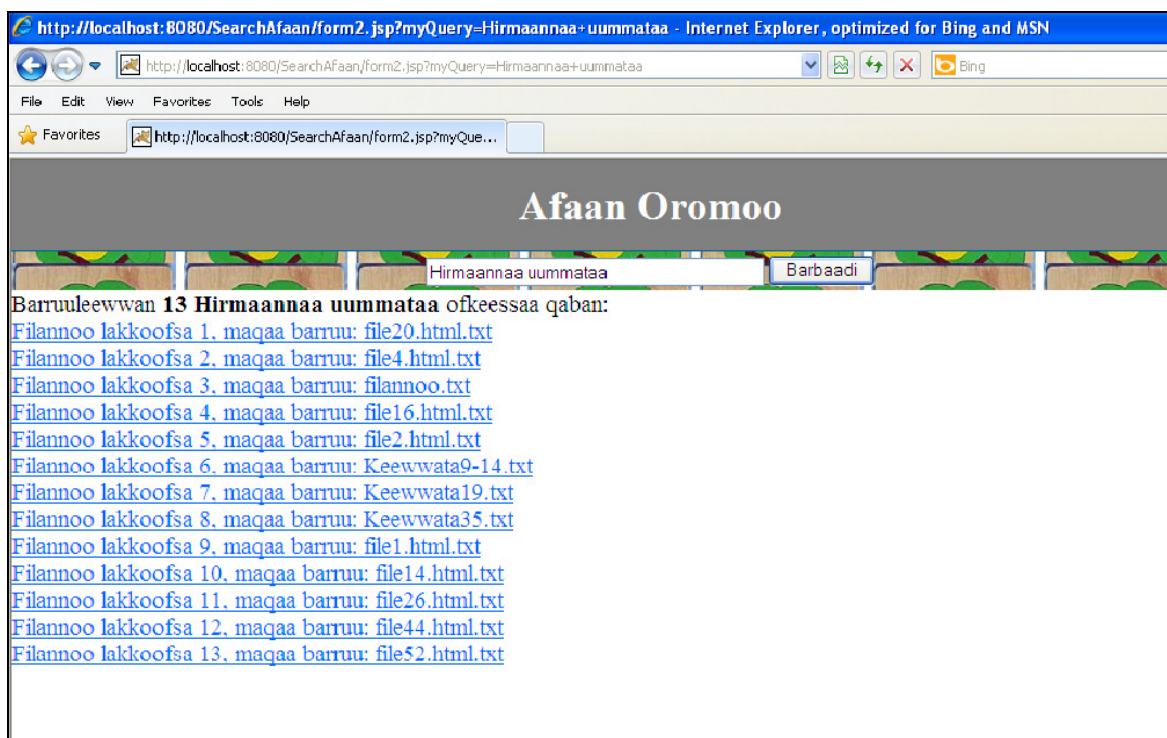 http://localhost:8080/SearchAfaan/form2.jsp?myQuery=Hirmaannaa+uummataa - Internet Explorer, optimized for Bing and MSN
http://localhost:8080/SearchAfaan/form2.jsp?myQuery=Hirmaannaa+uummataa Bing
File Edit View Favorites Tools Help
Favorites http://localhost:8080/SearchAfaan/form2.jsp?myQue...
Afaan Oromoo
Hirmaannaa uummataa Barbaadi
Barruuleewwan 13 Hirmaannaa uummataa ofkeessaa qaban:
Filannoo lakkoofsa 1, maqaa barruu: file20.html.txt
Filannoo lakkoofsa 2, maqaa barruu: file4.html.txt
Filannoo lakkoofsa 3, maqaa barruu: filannoo.txt
Filannoo lakkoofsa 4, maqaa barruu: file16.html.txt
Filannoo lakkoofsa 5, maqaa barruu: file2.html.txt
Filannoo lakkoofsa 6, maqaa barruu: Keewwata9-14.txt
Filannoo lakkoofsa 7, maqaa barruu: Keewwata19.txt
Filannoo lakkoofsa 8, maqaa barruu: Keewwata35.txt
Filannoo lakkoofsa 9, maqaa barruu: file1.html.txt
Filannoo lakkoofsa 10, maqaa barruu: file14.html.txt
Filannoo lakkoofsa 11, maqaa barruu: file26.html.txt
Filannoo lakkoofsa 12, maqaa barruu: file44.html.txt
Filannoo lakkoofsa 13, maqaa barruu: file52.html.txt